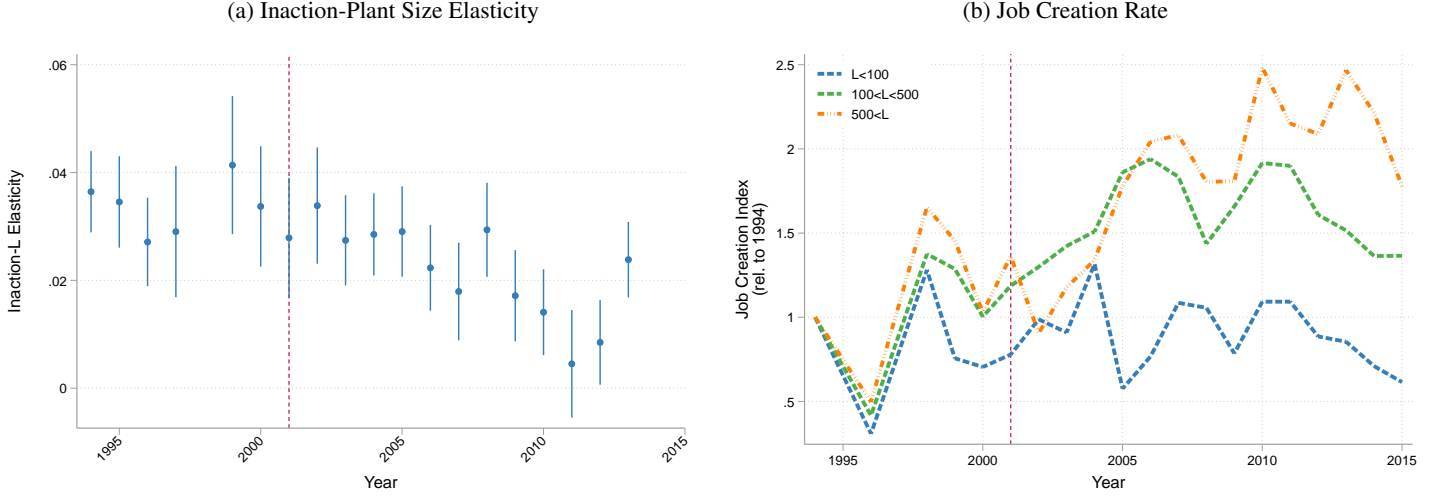 (a) Inaction-Plant Size Elasticity
.06
.04
.02
0
Inaction-L Elasticity
1995
2000
2005
2010
2015
Year
(b) Job Creation Rate
L<100
100<L<500
500<L
2.5
2
1.5
1
.5
Job Creation Index
(rel. to 1994)
1995
2000
2005
2010
2015
Year